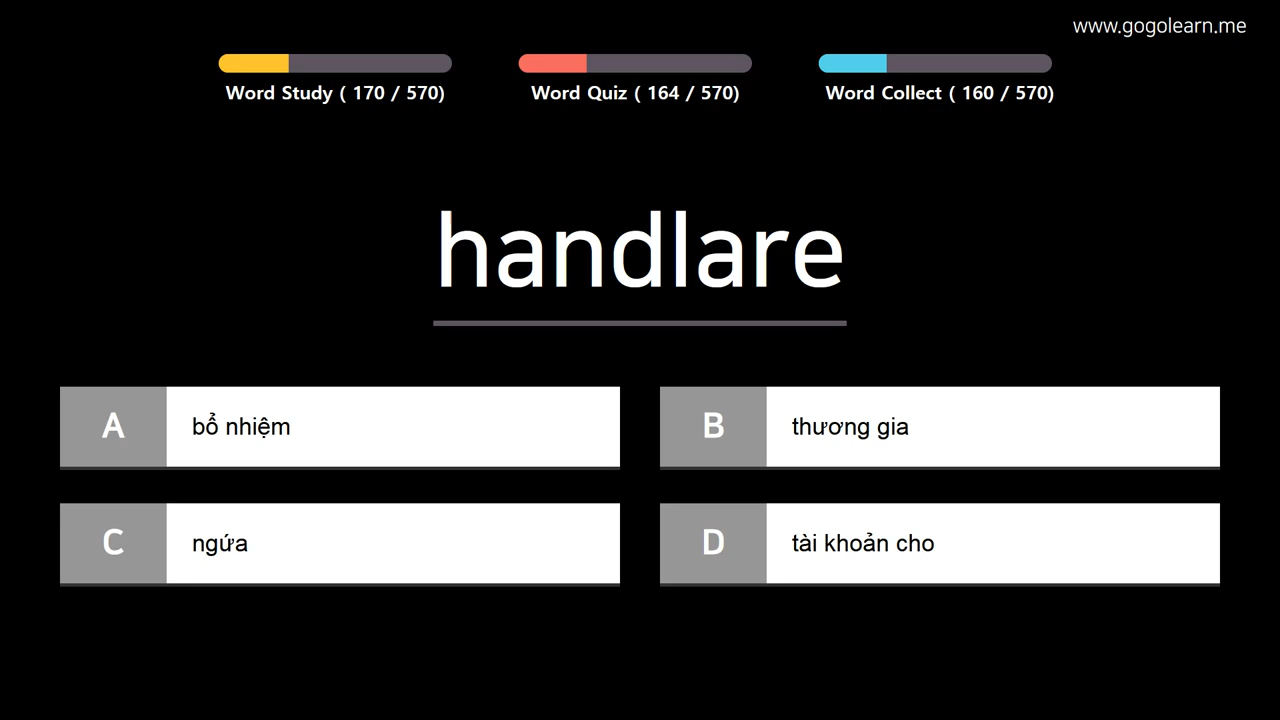 www.gogolearn.me
Word Study ( 170 / 570)
Word Quiz ( 164 / 570)
Word Collect ( 160 / 570)
handlare
A
bổ nhiệm
B
thương gia
C
ngứa
D
tài khoản cho